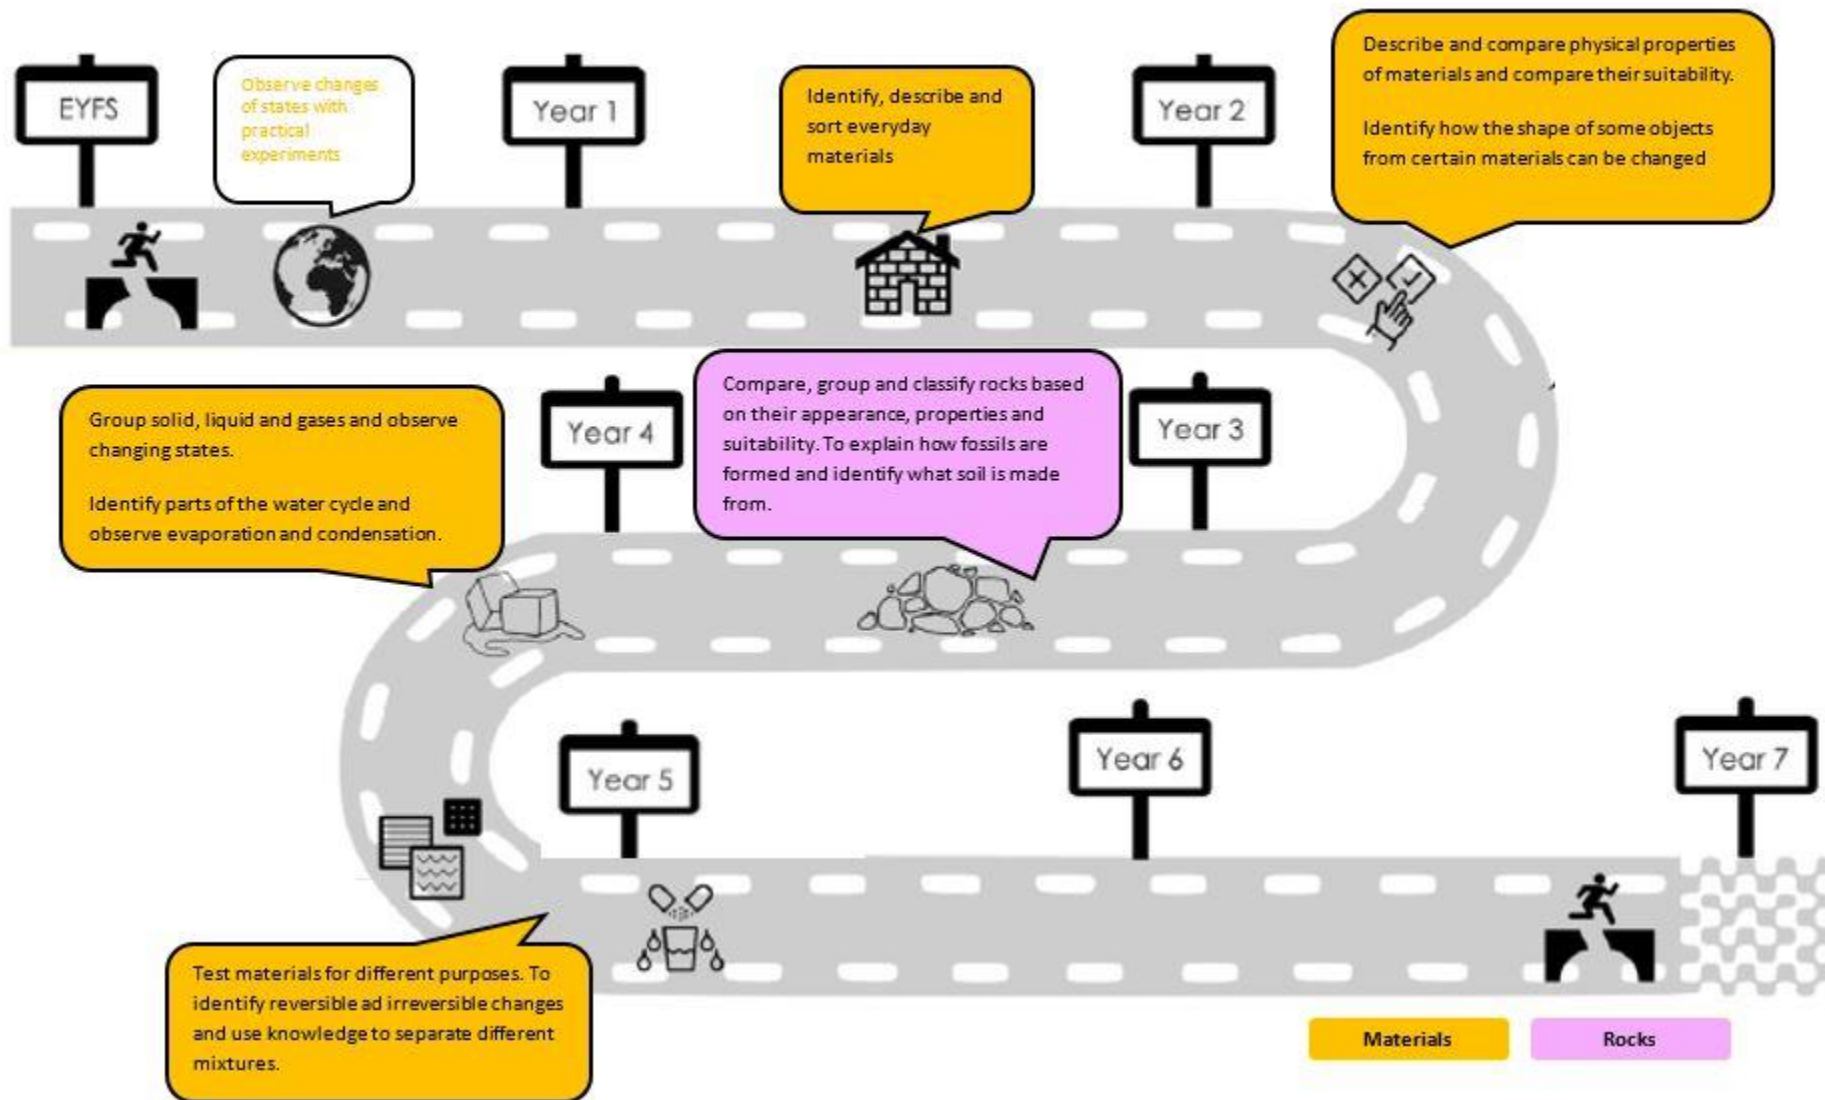 EYFS
Observe changes
of states with
practical
experiments
Year 1
Identify, describe and
sort everyday
materials
Year 2
Describe and compare physical properties
of materials and compare their suitability.
Identify how the shape of some objects
from certain materials can be changed
Year 3
Compare, group and classify rocks based
on their appearance, properties and
suitability. To explain how fossils are
formed and identify what soil is made
from.
Year 4
Group solid, liquid and gases and observe
changing states.
Identify parts of the water cycle and
observe evaporation and condensation.
Year 5
Test materials for different purposes. To
identify reversible ad irreversible changes
and use knowledge to separate different
mixtures.
Year 6
Year 7
Materials
Rocks